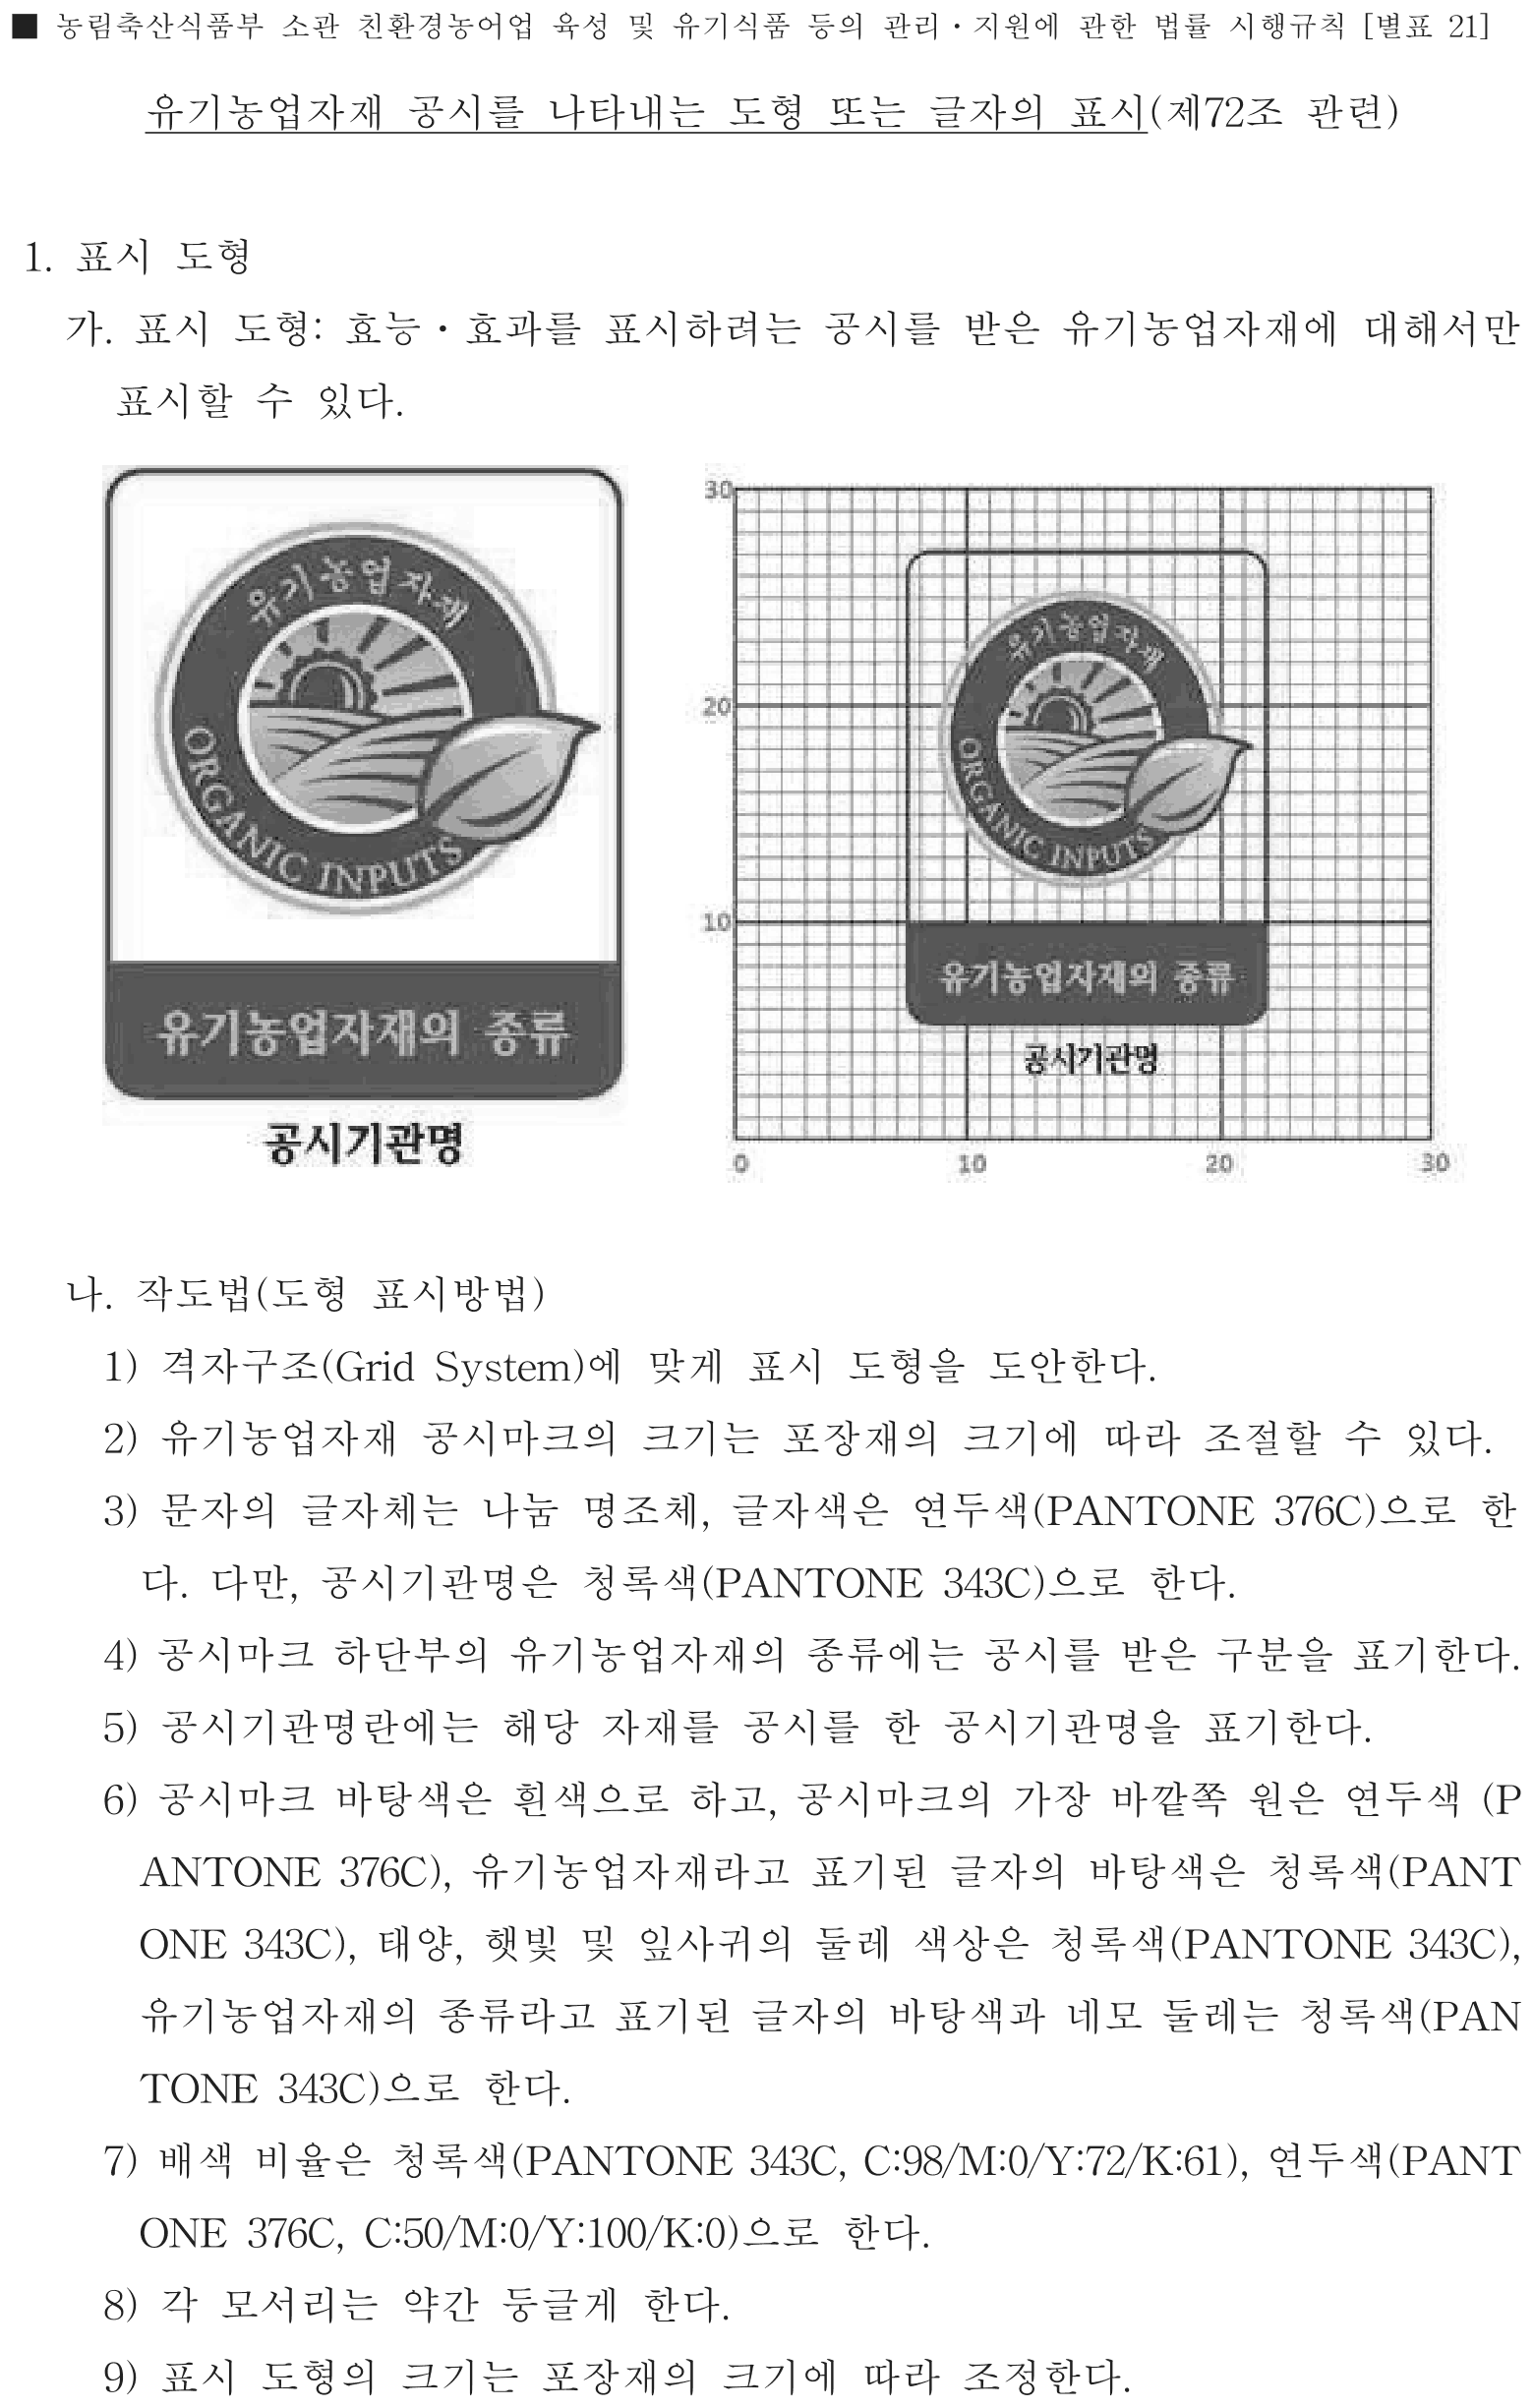 ■ 농림축산식품부 소관 친환경농어업 육성 및 유기식품 등의 관리・지원에 관한 법률 시행규칙 [별표 21]
유기농업자재 공시를 나타내는 도형 또는 글자의 표시(제72조 관련)
1. 표시 도형
가. 표시 도형: 효능・효과를 표시하려는 공시를 받은 유기농업자재에 대해서만
표시할 수 있다.
유기농업자재
ORGANIC INPUTS
유기농업자재의 종류
공시기관명
30
20
10
유기농업자재
ORGANIC INPUTS
유기농업자재의 종류
공시기관명
0 10 20 30
나. 작도법(도형 표시방법)
1) 격자구조(Grid System)에 맞게 표시 도형을 도안한다.
2) 유기농업자재 공시마크의 크기는 포장재의 크기에 따라 조절할 수 있다.
3) 문자의 글자체는 나눔 명조체, 글자색은 연두색(PANTONE 376C)으로 한
다. 다만, 공시기관명은 청록색(PANTONE 343C)으로 한다.
4) 공시마크 하단부의 유기농업자재의 종류에는 공시를 받은 구분을 표기한다.
5) 공시기관명란에는 해당 자재를 공시를 한 공시기관명을 표기한다.
6) 공시마크 바탕색은 흰색으로 하고, 공시마크의 가장 바깥쪽 원은 연두색 (P
ANTONE 376C), 유기농업자재라고 표기된 글자의 바탕색은 청록색(PANT
ONE 343C), 태양, 햇빛 및 잎사귀의 둘레 색상은 청록색(PANTONE 343C),
유기농업자재의 종류라고 표기된 글자의 바탕색과 네모 둘레는 청록색(PAN
TONE 343C)으로 한다.
7) 배색 비율은 청록색(PANTONE 343C, C:98/M:0/Y:72/K:61), 연두색(PANT
ONE 376C, C:50/M:0/Y:100/K:0)으로 한다.
8) 각 모서리는 약간 둥글게 한다.
9) 표시 도형의 크기는 포장재의 크기에 따라 조정한다.